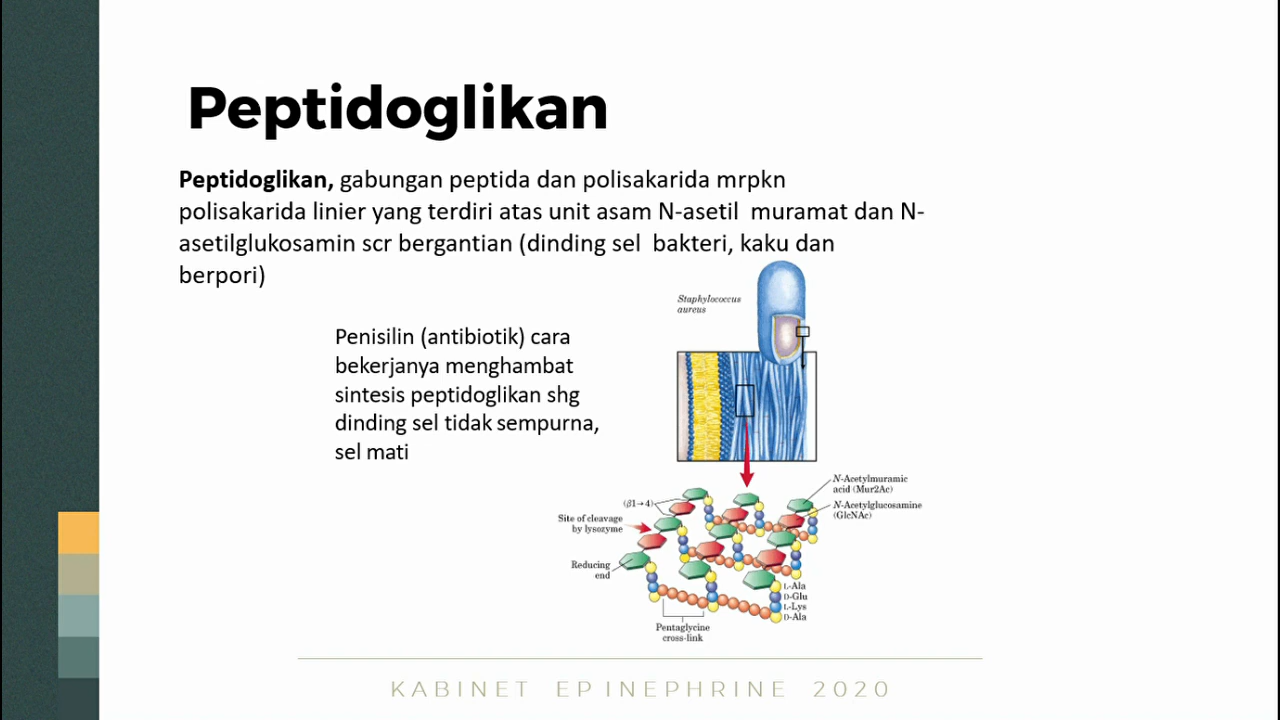 Peptidoglikan
Peptidoglikan, gabungan peptida dan polisakarida mrpkn
polisakarida linier yang terdiri atas unit asam N-asetil muramat dan N-
asetilglukosamin scr bergantian (dinding sel bakteri, kaku dan
berpori)
Penisilin (antibiotik) cara
bekerjanya menghambat
sintesis peptidoglikan shg
dinding sel tidak sempurna,
sel mati
Staphylococcus
aureus
N-Acetylmuramic
acid (Mur2Ac)
N-Acetylglucosamine
(GlcNAc)
(β1→4)
Site of cleavage
by lysozyme
Reducing
end
L-Ala
D-Glu
L-Lys
D-Ala
Pentaglycine
cross-link
KABINET EPINEPHRINE 2020